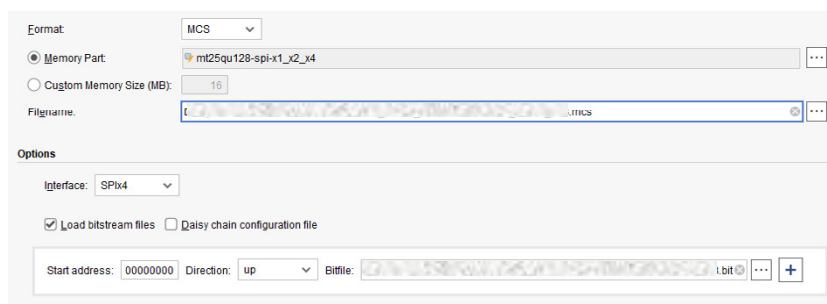 Format: MCS
Memory Part: mt25qu128-spi-x1_x2_x4 ...
Custom Memory Size (MB): 16
Filename: .mcs ...
Options
Interface: SPIx4
Load bitstream files Daisy chain configuration file
Start address: 00000000 Direction: up Bitfile: .bit ... +